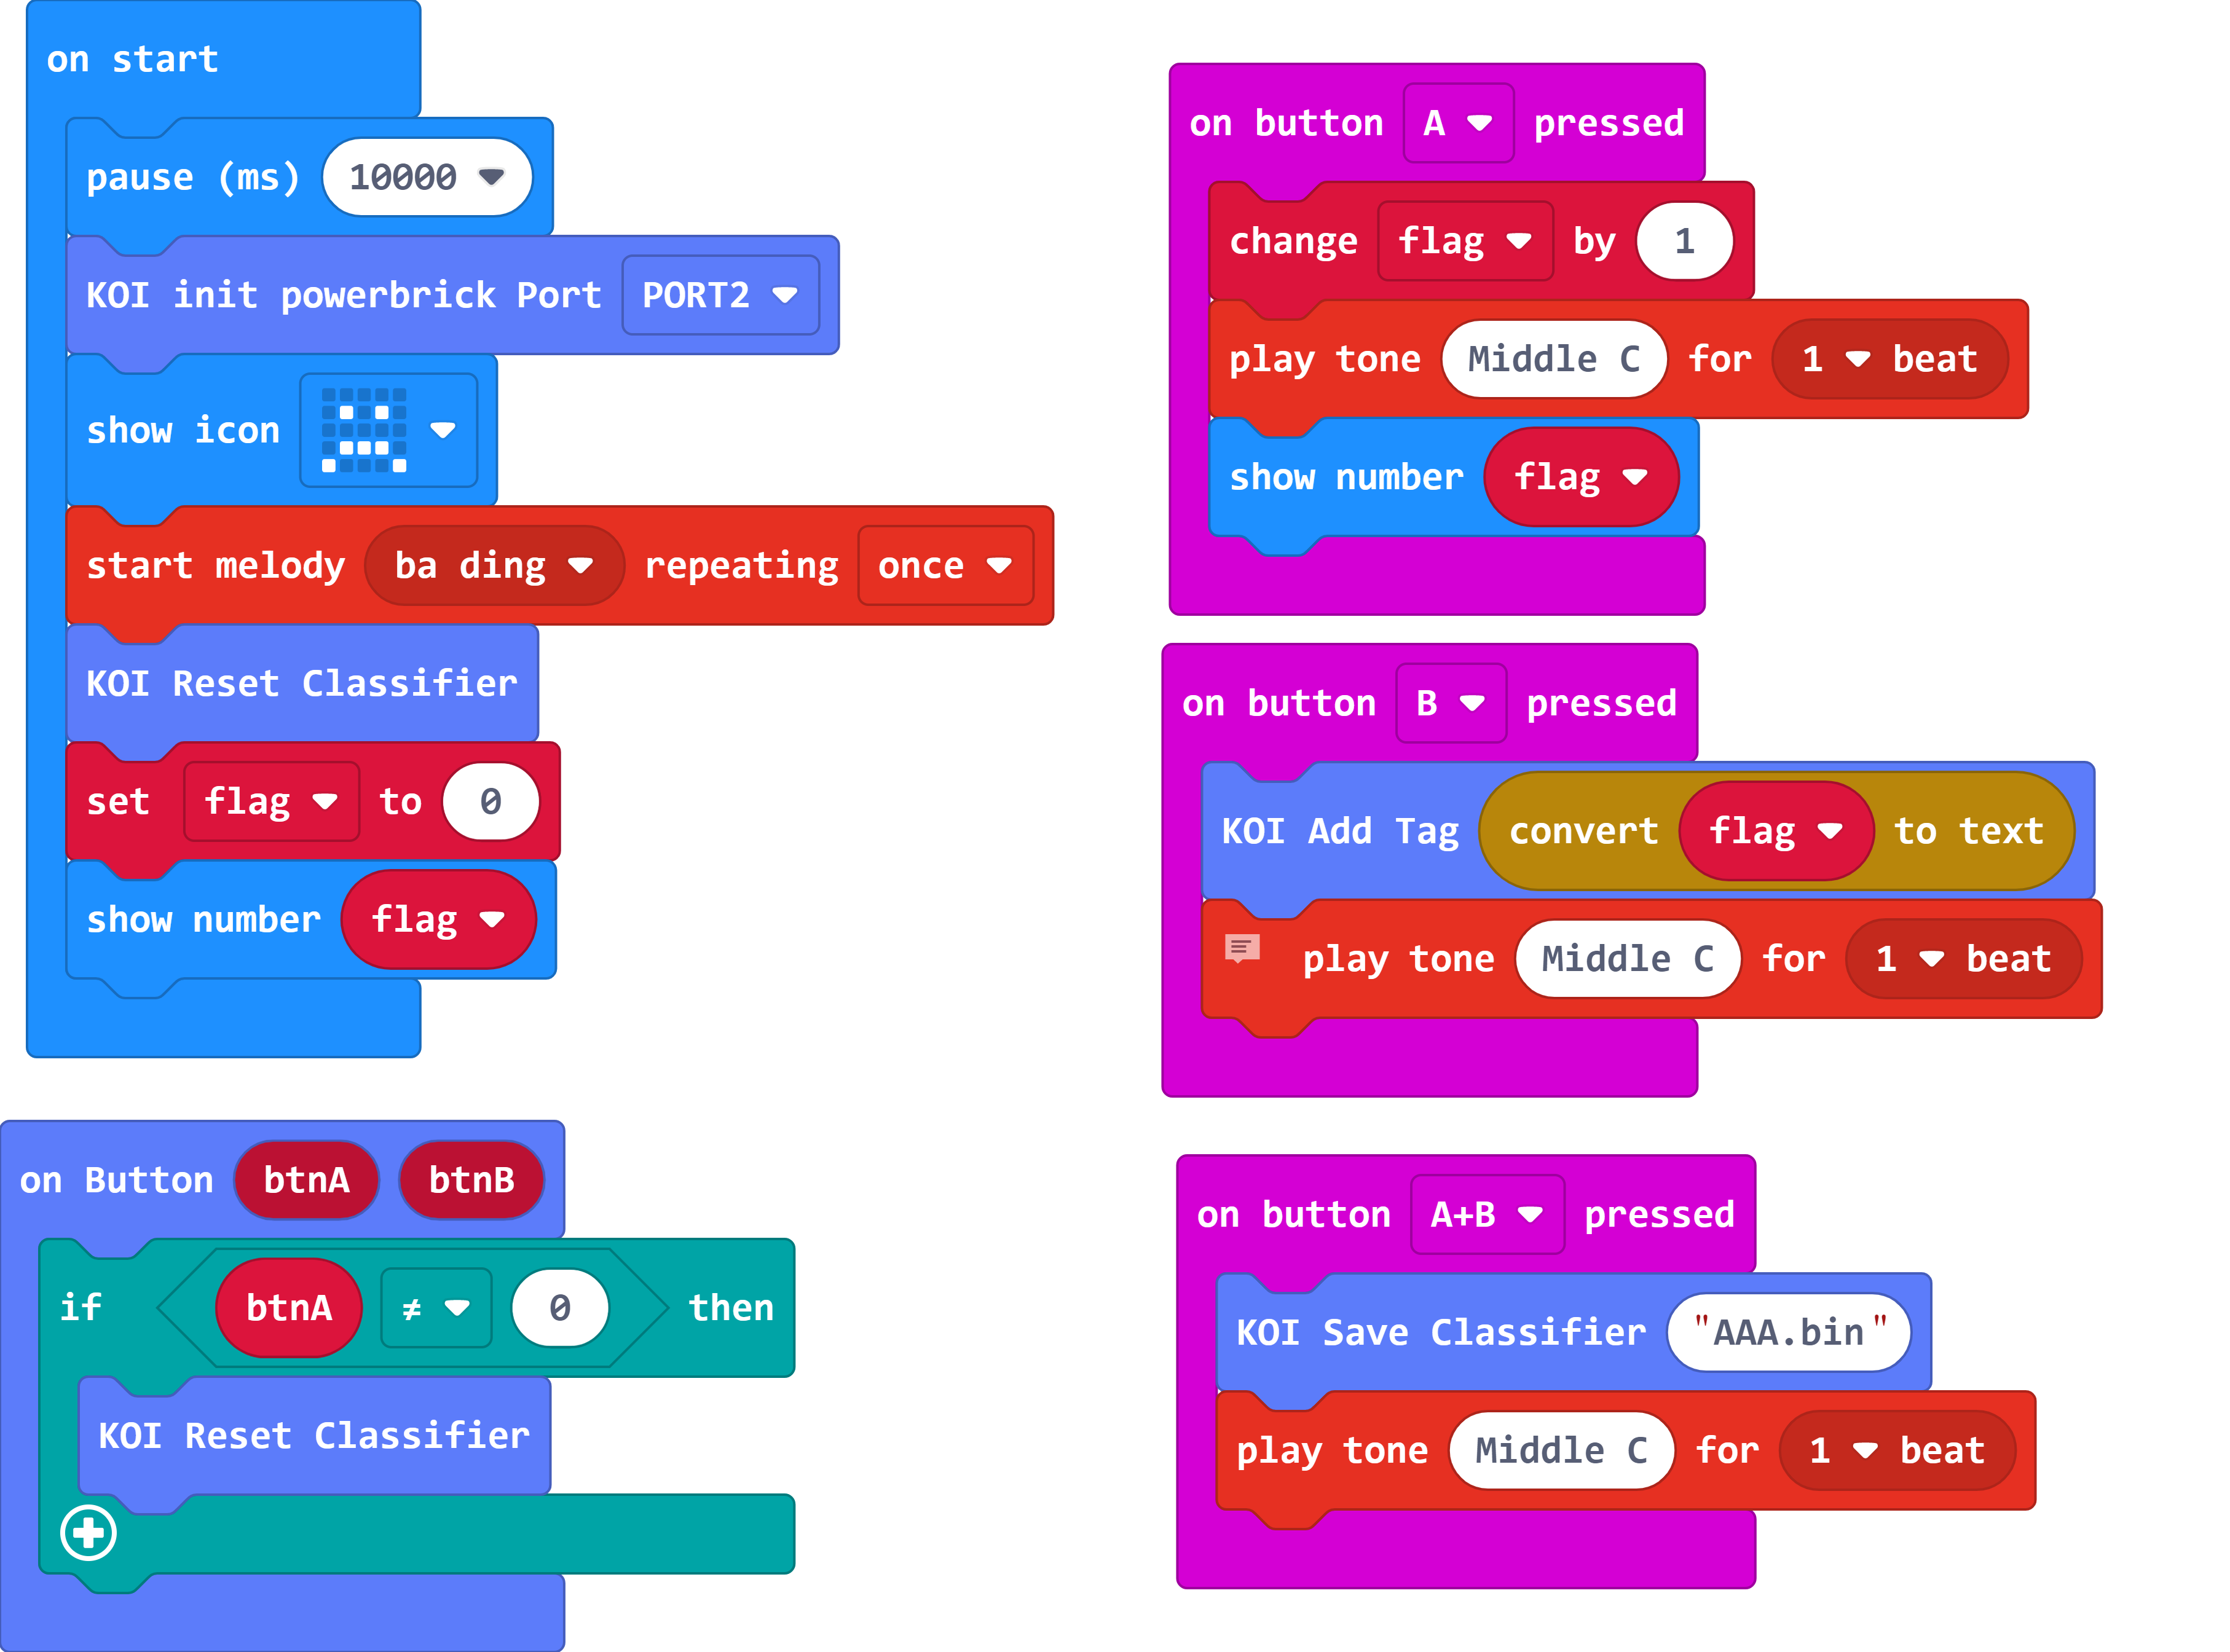 on start
pause (ms) 10000
KOI init powerbrick Port PORT2
show icon
start melody ba ding repeating once
KOI Reset Classifier
set flag to 0
show number flag
on Button btnA btnB
if btnA ≠ 0 then
KOI Reset Classifier
on button A pressed
change flag by 1
play tone Middle C for 1 beat
show number flag
on button B pressed
KOI Add Tag convert flag to text
play tone Middle C for 1 beat
on button A+B pressed
KOI Save Classifier "AAA.bin"
play tone Middle C for 1 beat